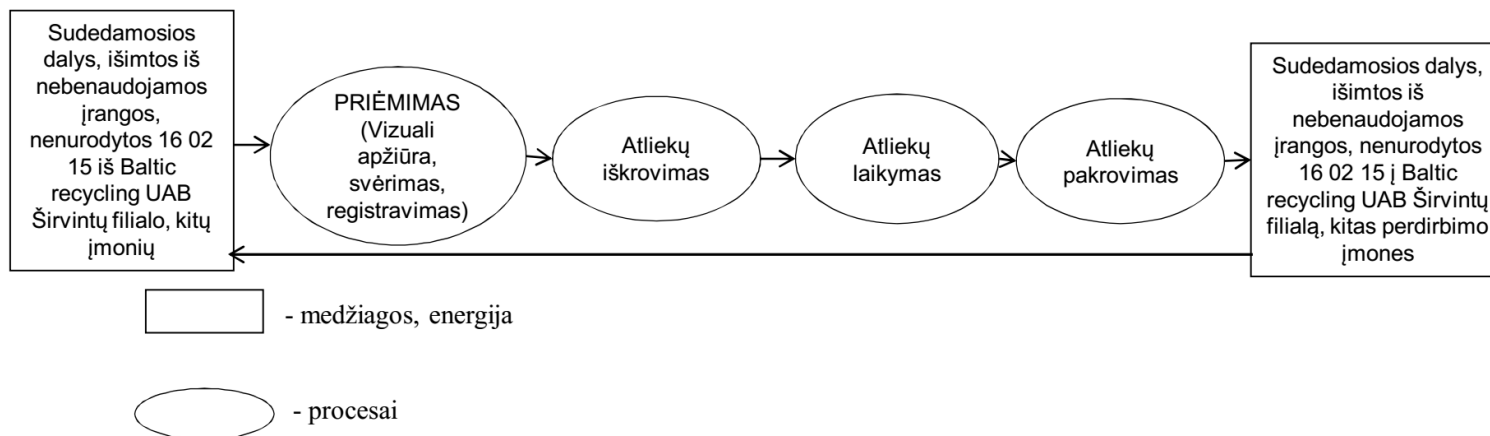 Sudedamosios
dalys, išimtos iš
nebenaudojamos
įrangos,
nenurodytos 16 02
15 iš Baltic
recycling UAB
Širvintų filialo, kitų
įmonių
PRIĖMIMAS
(Vizuali
apžiūra,
svėrimas,
registravimas)
Atliekų
iškrovimas
Atliekų
laikymas
Atliekų
pakrovimas
Sudedamosios dalys,
išimtos iš
nebenaudojamos
įrangos, nenurodytos
16 02 15 į Baltic
recycling UAB Širvintų
filialą, kitas perdirbimo
įmones
- medžiagos, energija
- procesai